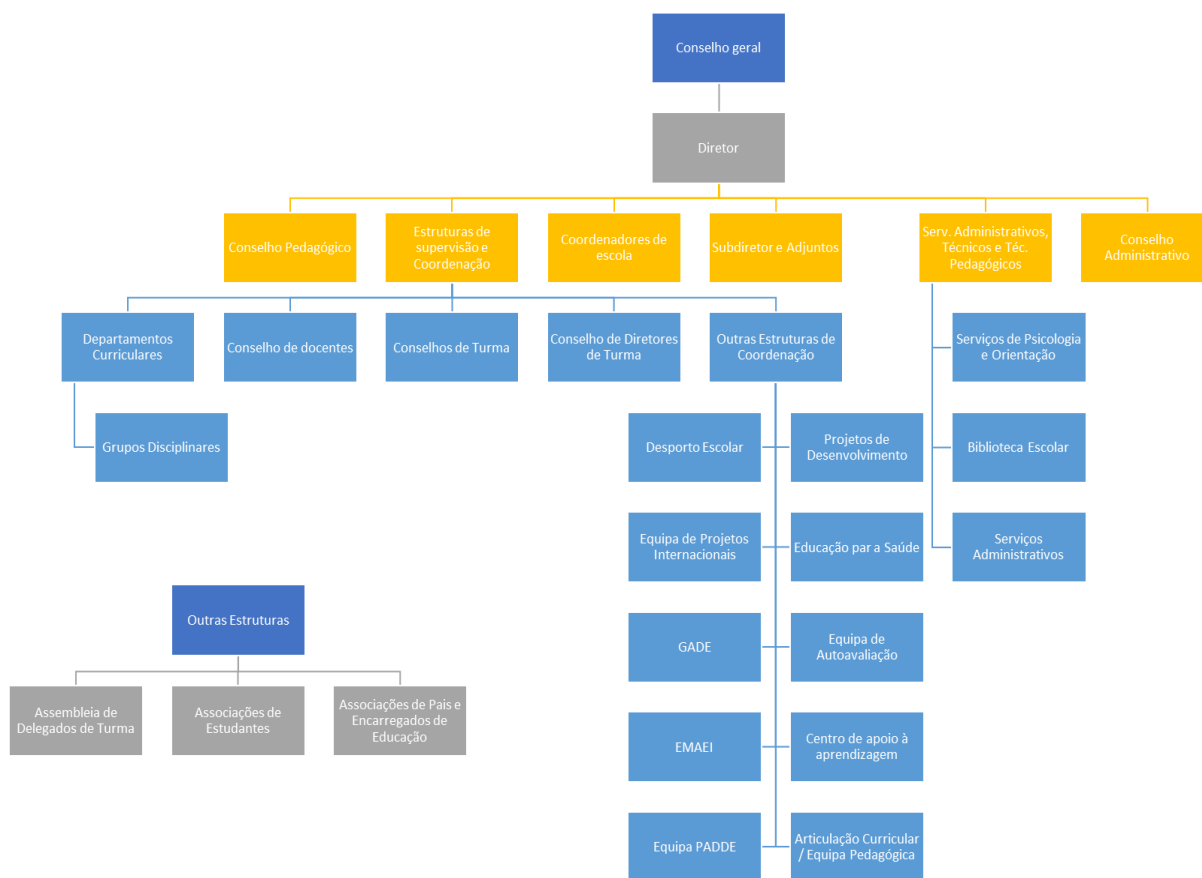 Conselho geral
Diretor
Conselho Pedagógico
Estruturas de
supervisão e
Coordenação
Coordenadores de
escola
Subdiretor e Adjuntos
Serv. Administrativos,
Técnicos e Téc.
Pedagógicos
Conselho
Administrativo
Departamentos
Curriculares
Conselho de docentes
Conselhos de Turma
Conselho de Diretores
de Turma
Outras Estruturas de
Coordenação
Serviços de Psicologia
e Orientação
Grupos Disciplinares
Desporto Escolar
Projetos de
Desenvolvimento
Biblioteca Escolar
Equipa de Projetos
Internacionais
Educação par a Saúde
Serviços
Administrativos
Outras Estruturas
GADE
Equipa de
Autoavaliação
Assembleia de
Delegados de Turma
Associações de
Estudantes
Associações de Pais e
Encarregados de
Educação
EMAEI
Centro de apoio à
aprendizagem
Equipa PADDE
Articulação Curricular
/ Equipa Pedagógica